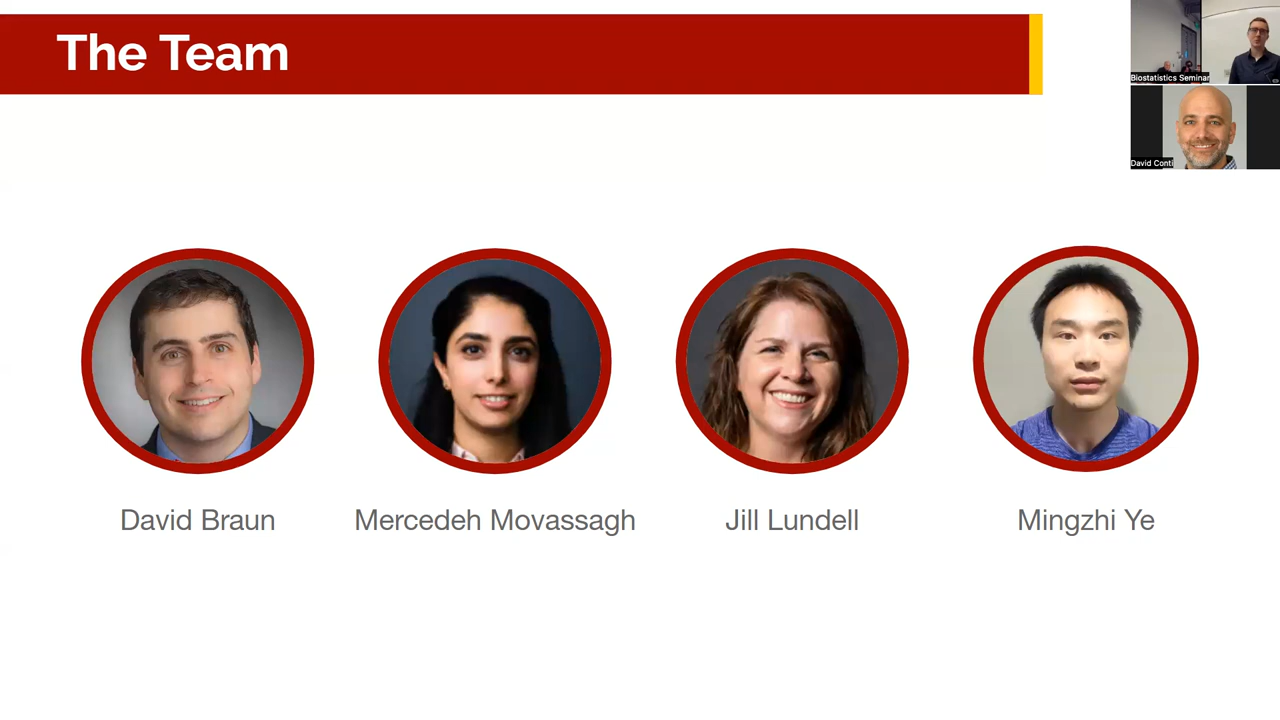 The Team
Biostatistics Seminar
David Conti
David Braun
Mercedeh Movassagh
Jill Lundell
Mingzhi Ye